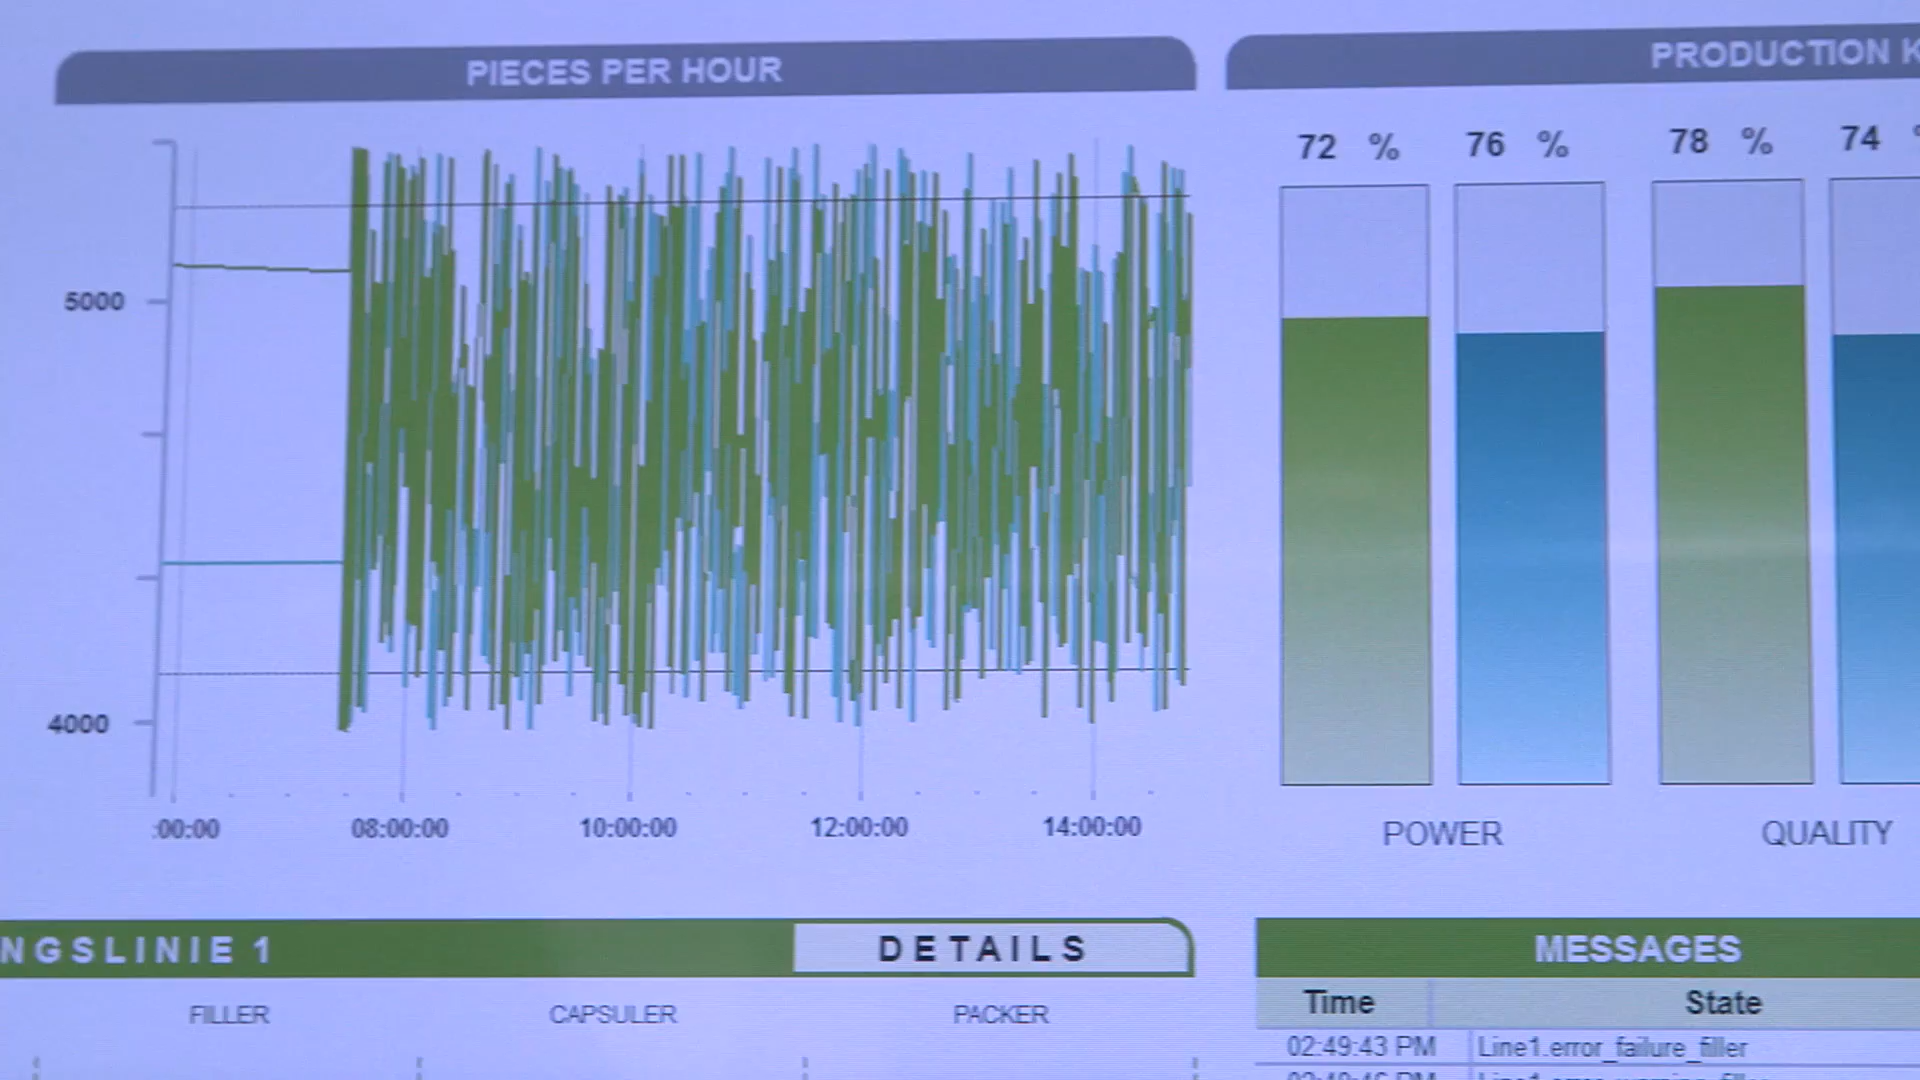 PIECES PER HOUR
PRODUCTION K
72 %
76 %
78 %
74
5000
4000
:00:00
08:00:00
10:00:00
12:00:00
14:00:00
POWER
QUALITY
NGSLINIE 1
DETAILS
MESSAGES
FILLER
CAPSULER
PACKER
Time
State
02:49:43 PM
Line1.error_failure_filler